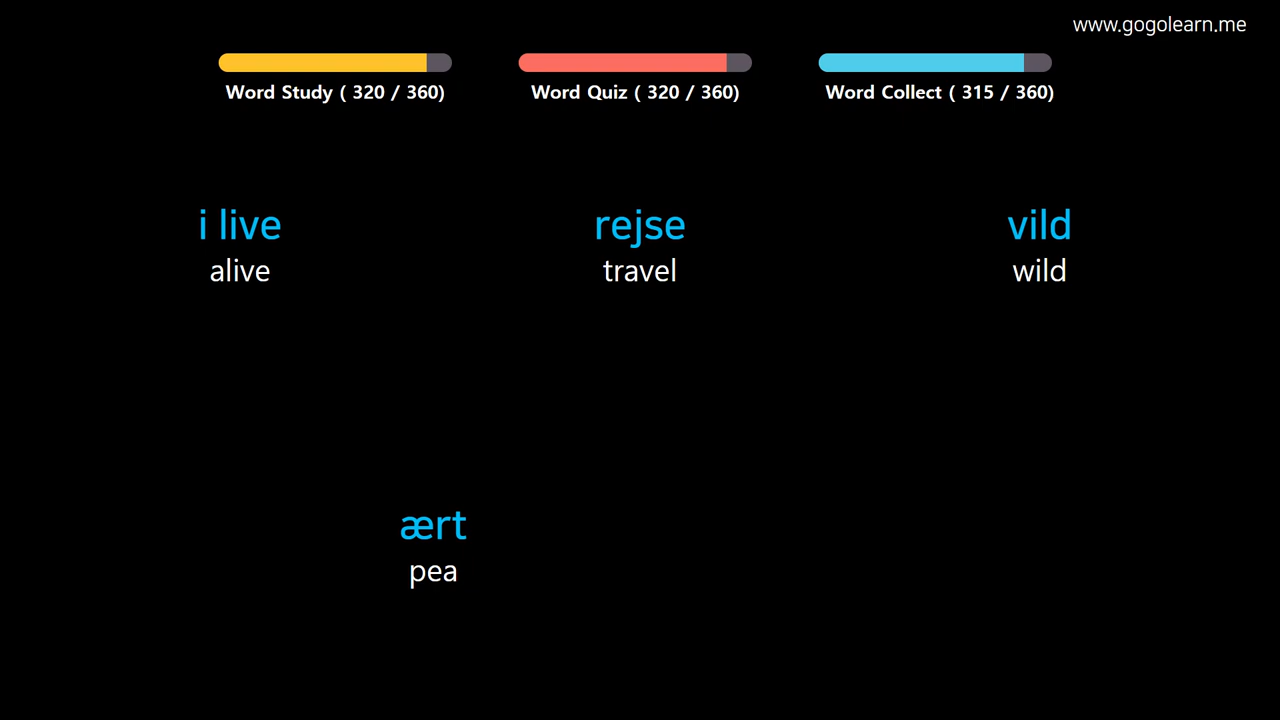 www.gogolearn.me
Word Study ( 320 / 360)
Word Quiz ( 320 / 360)
Word Collect ( 315 / 360)
i live
alive
rejse
travel
vild
wild
ært
pea